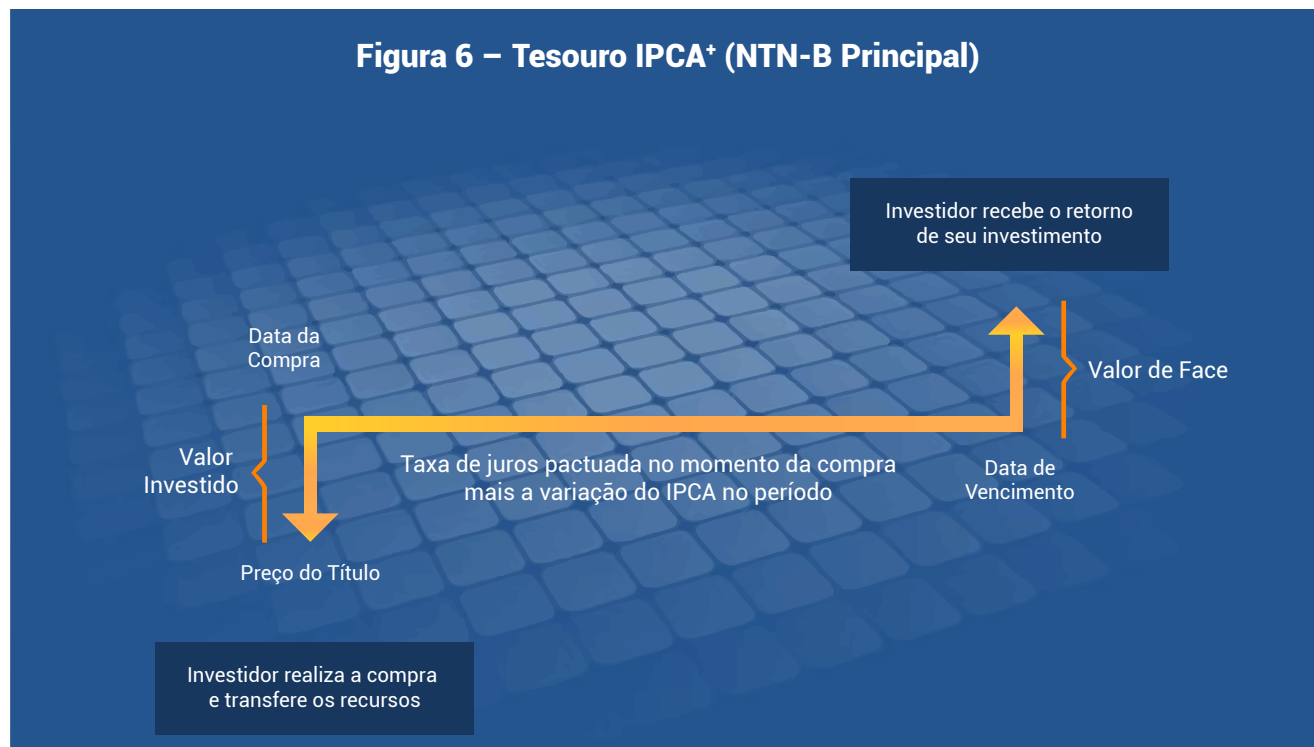 Figura 6 – Tesouro IPCA⁺ (NTN-B Principal)
Investidor recebe o retorno
de seu investimento
Data da
Compra
Valor de Face
Valor
Investido
Taxa de juros pactuada no momento da compra
mais a variação do IPCA no período
Data de
Vencimento
Preço do Título
Investidor realiza a compra
e transfere os recursos